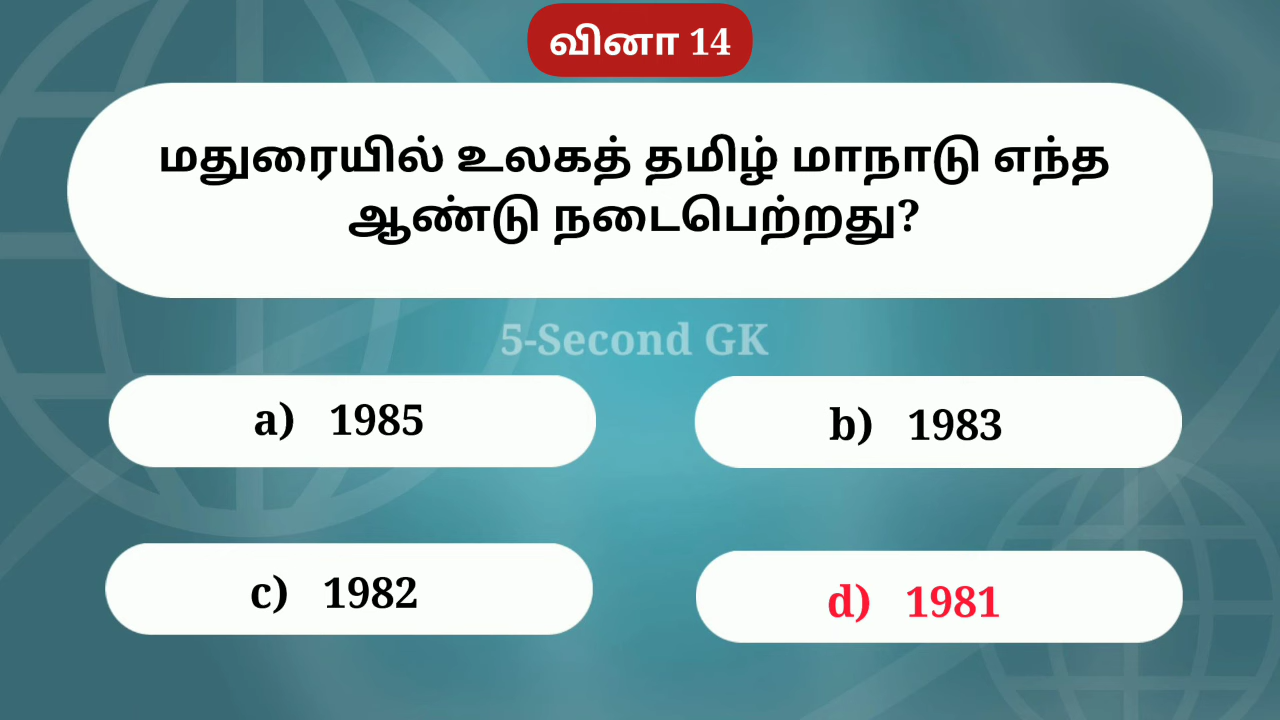 வினா 14
மதுரையில் உலகத் தமிழ் மாநாடு எந்த
ஆண்டு நடைபெற்றது?
5-Second GK
a) 1985
b) 1983
c) 1982
d) 1981